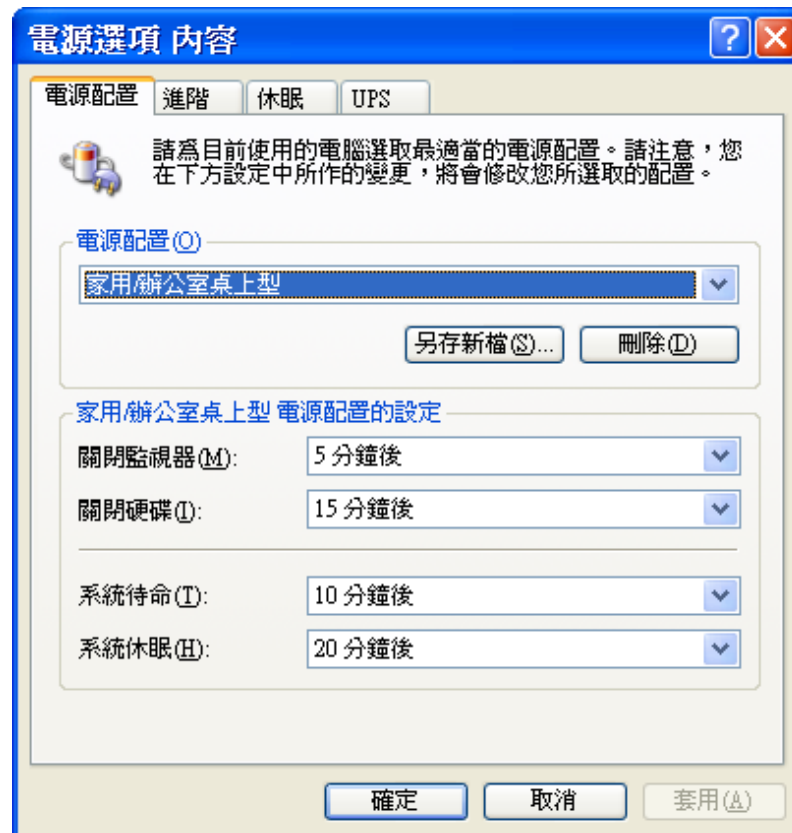 電源選項 內容
電源配置 進階 休眠 UPS
請為目前使用的電腦選取最適當的電源配置。請注意，您
在下方設定中所作的變更，將會修改您所選取的配置。
電源配置(O)
家用/辦公室桌上型
另存新檔(S)... 刪除(D)
家用/辦公室桌上型 電源配置的設定
關閉監視器(M): 5 分鐘後
關閉硬碟(I): 15 分鐘後
系統待命(T): 10 分鐘後
系統休眠(H): 20 分鐘後
確定 取消 套用(A)